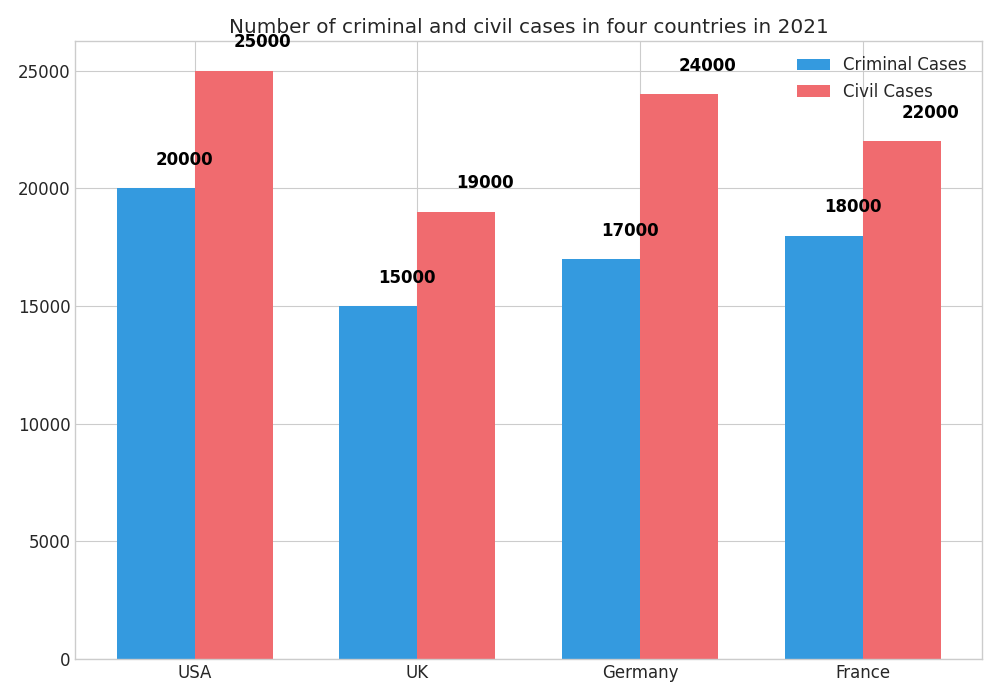 Number of criminal and civil cases in four countries in 2021
Criminal Cases
Civil Cases
25000
20000
15000
10000
5000
0
20000
25000
15000
19000
17000
24000
18000
22000
USA
UK
Germany
France